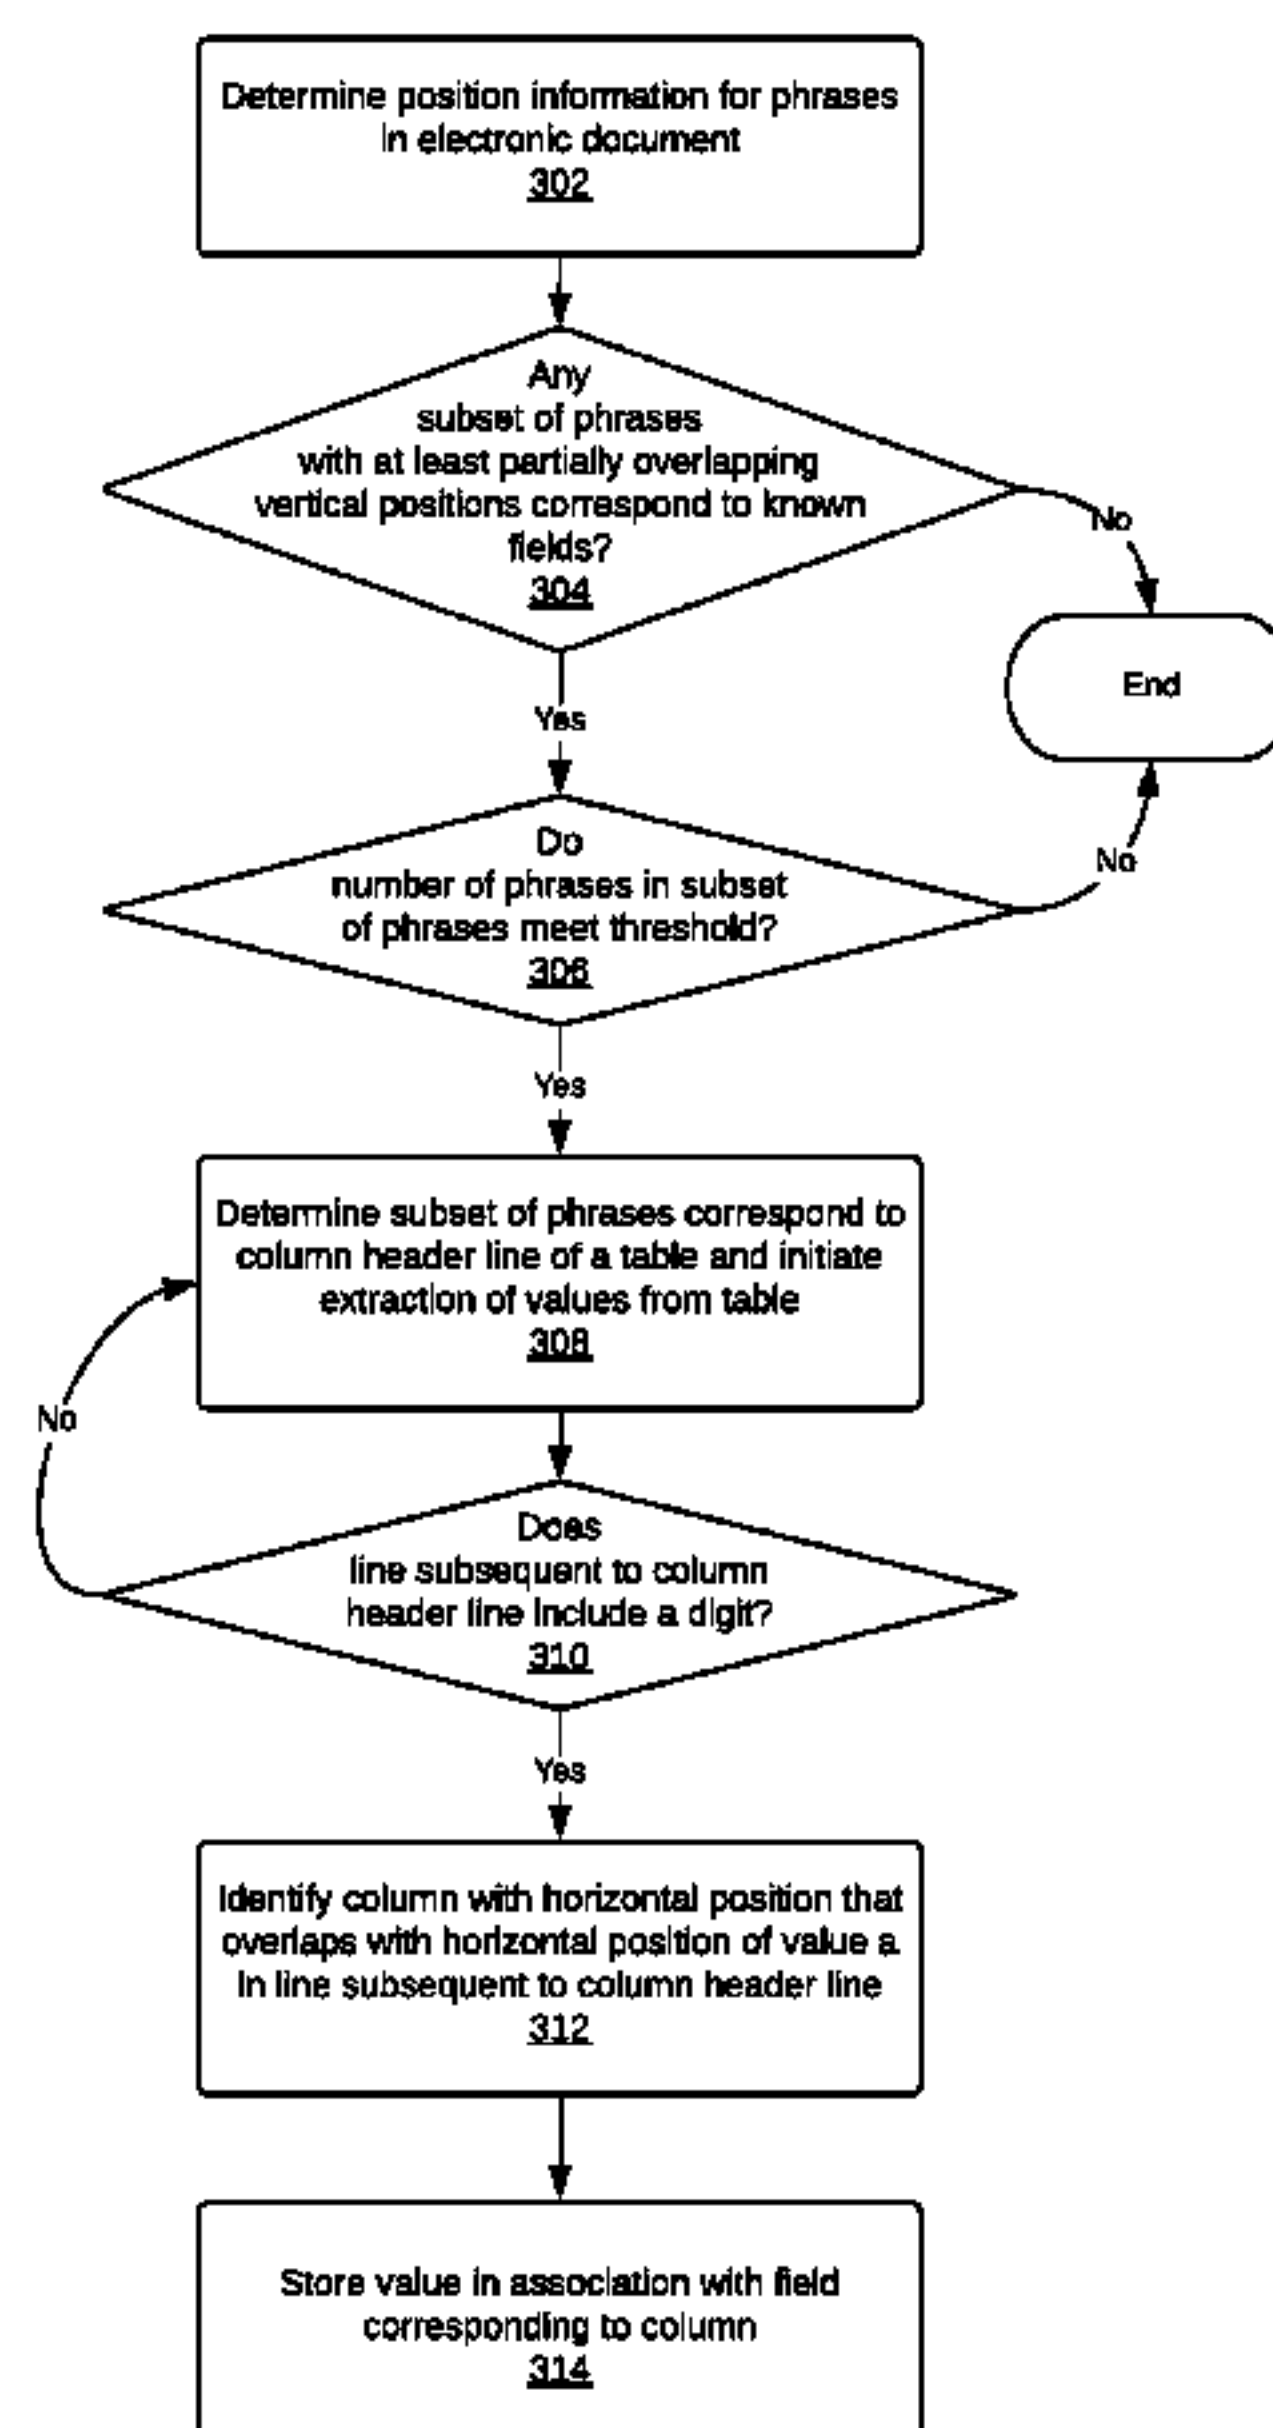 Determine position information for phrases
in electronic document
302
Any
subset of phrases
with at least partially overlapping
vertical positions correspond to known
fields?
304
No
End
Yes
Do
number of phrases in subset
of phrases meet threshold?
306
No
Yes
Determine subset of phrases correspond to
column header line of a table and initiate
extraction of values from table
308
No
Does
line subsequent to column
header line include a digit?
310
Yes
Identify column with horizontal position that
overlaps with horizontal position of value a
in line subsequent to column header line
312
Store value in association with field
corresponding to column
314